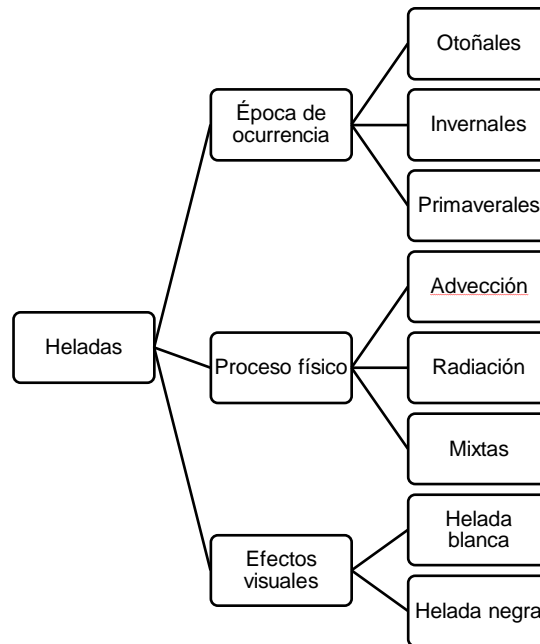 Heladas
Época de
ocurrencia
Otoñales
Invernales
Primaverales
Proceso físico
Advección
Radiación
Mixtas
Efectos
visuales
Helada
blanca
Helada negra